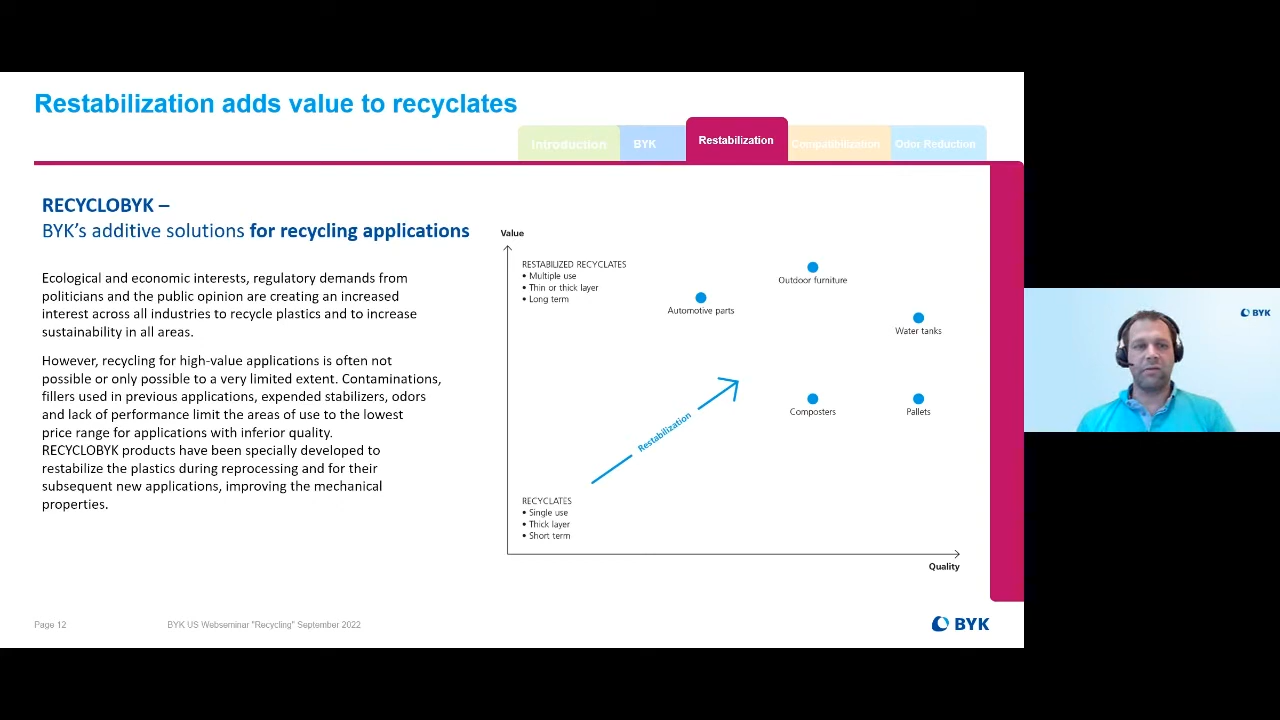 Restabilization adds value to recyclates
Introduction
BYK
Restabilization
Compatibilization
Odor Reduction
RECYCLOBYK –
BYK’s additive solutions for recycling applications
Ecological and economic interests, regulatory demands from
politicians and the public opinion are creating an increased
interest across all industries to recycle plastics and to increase
sustainability in all areas.
However, recycling for high-value applications is often not
possible or only possible to a very limited extent. Contaminations,
fillers used in previous applications, expended stabilizers, odors
and lack of performance limit the areas of use to the lowest
price range for applications with inferior quality.
RECYCLOBYK products have been specially developed to
restabilize the plastics during reprocessing and for their
subsequent new applications, improving the mechanical
properties.
Value
RESTABILIZED RECYCLATES
• Multiple use
• Thin or thick layer
• Long term
Outdoor furniture
Automotive parts
Water tanks
Composters
Pallets
Restabilization
RECYCLATES
• Single use
• Thick layer
• Short term
Quality
BYK
Page 12
BYK US Webseminar "Recycling" September 2022
BYK